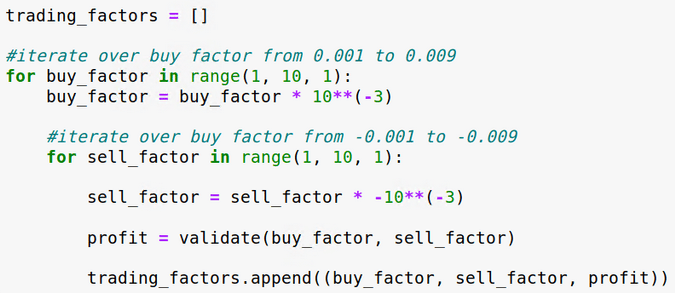 trading_factors = []
#iterate over buy factor from 0.001 to 0.009
for buy_factor in range(1, 10, 1):
    buy_factor = buy_factor * 10**(-3)
    #iterate over buy factor from -0.001 to -0.009
    for sell_factor in range(1, 10, 1):
        sell_factor = sell_factor * -10**(-3)
        profit = validate(buy_factor, sell_factor)
        trading_factors.append((buy_factor, sell_factor, profit))